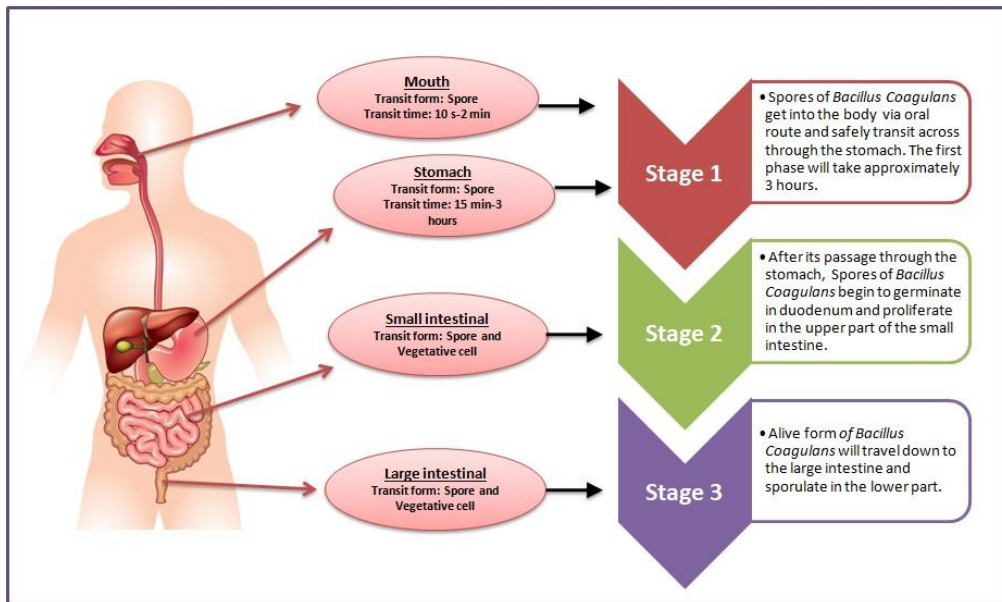 Mouth
Transit form: Spore
Transit time: 10 s-2 min
Stomach
Transit form: Spore
Transit time: 15 min-3
hours
Small intestinal
Transit form: Spore and
Vegetative cell
Large intestinal
Transit form: Spore and
Vegetative cell
Stage 1
• Spores of Bacillus Coagulans
get into the body via oral
route and safely transit across
through the stomach. The first
phase will take approximately
3 hours.
Stage 2
• After its passage through the
stomach, Spores of Bacillus
Coagulans begin to germinate
in duodenum and proliferate
in the upper part of the small
intestine.
Stage 3
• Alive form of Bacillus
Coagulans will travel down to
the large intestine and
sporulate in the lower part.